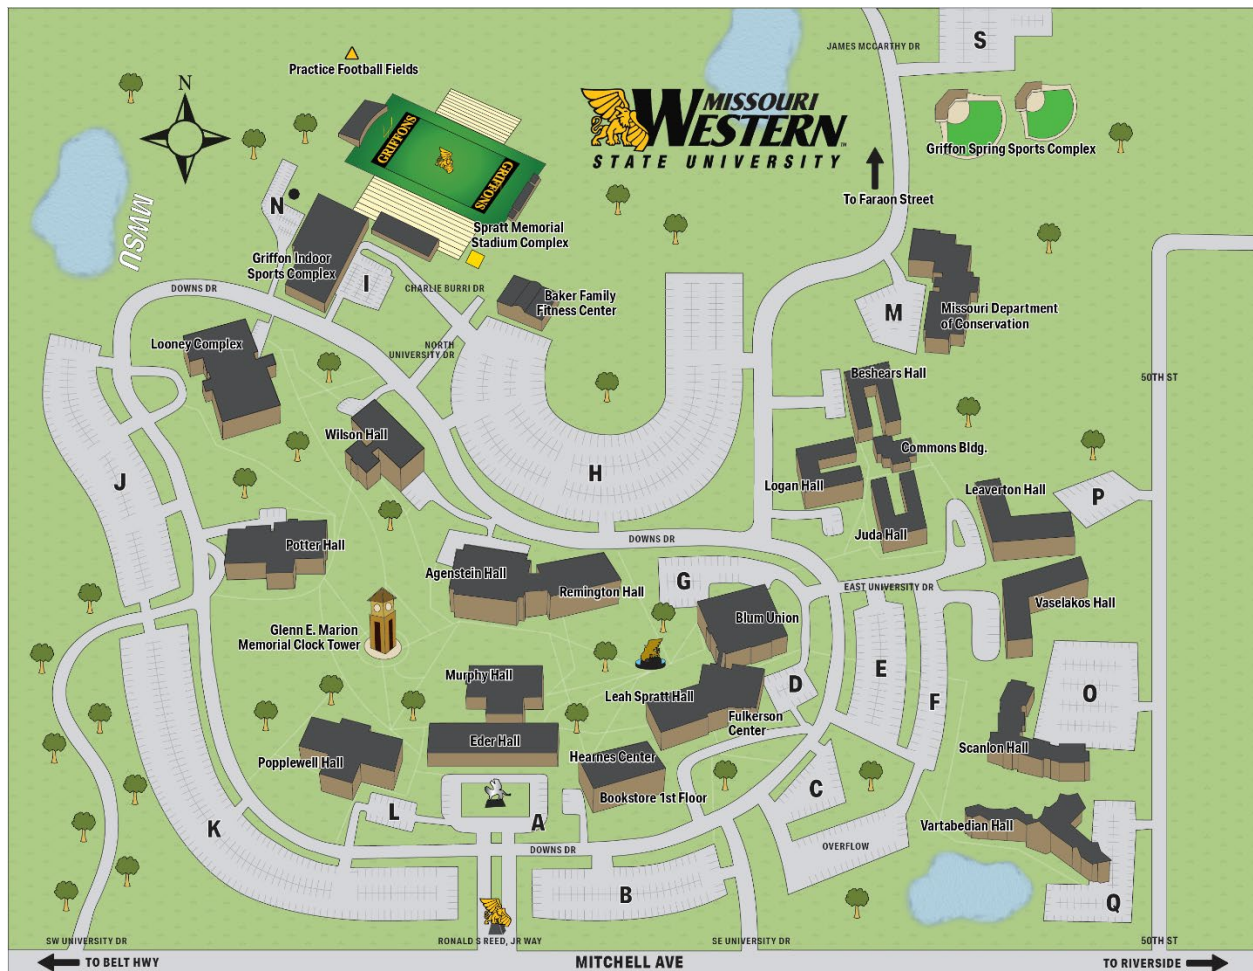 JAMES MCCARTHY DR
S
Practice Football Fields
N
MISSOURI
WESTERN
STATE UNIVERSITY
GRIFFONS
GRIFFONS
Griffon Spring Sports Complex
To Faraon Street
MWSU
N
Spratt Memorial
Stadium Complex
Griffon Indoor
Sports Complex
I
DOWNS DR
CHARLIE BURRI DR
Baker Family
Fitness Center
M
Missouri Department
of Conservation
Looney Complex
NORTH
UNIVERSITY DR
Beshears Hall
50TH ST
Wilson Hall
Commons Bldg.
J
H
Logan Hall
Leaverton Hall
P
Potter Hall
DOWNS DR
Juda Hall
Agenstein Hall
Remington Hall
G
EAST UNIVERSITY DR
Blum Union
Vaselakos Hall
Glenn E. Marion
Memorial Clock Tower
Murphy Hall
Leah Spratt Hall
D
E
F
O
Fulkerson
Center
Eder Hall
Popplewell Hall
Hearnes Center
Scanlon Hall
Bookstore 1st Floor
C
L
A
K
Vartabedian Hall
DOWNS DR
OVERFLOW
B
Q
SW UNIVERSITY DR
RONALD S REED, JR WAY
SE UNIVERSITY DR
50TH ST
TO BELT HWY
MITCHELL AVE
TO RIVERSIDE